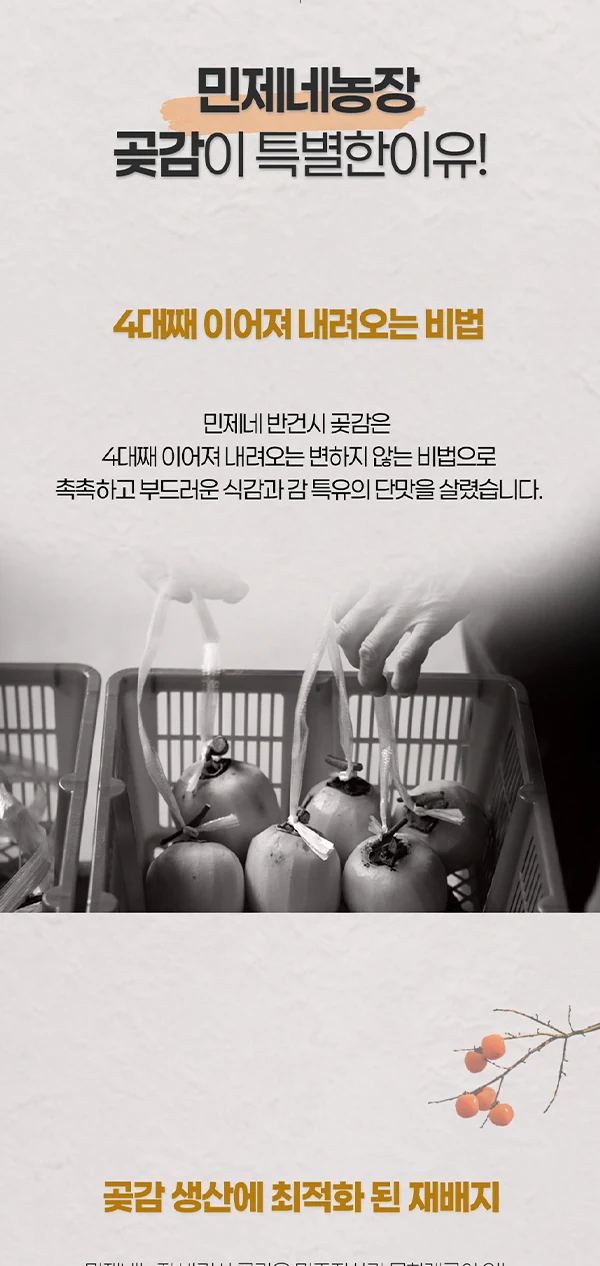 민제네농장
곶감이 특별한이유!
4대째 이어져 내려오는 비법
민제네 반건시 곶감은
4대째 이어져 내려오는 변하지 않는 비법으로
촉촉하고 부드러운 식감과 감 특유의 단맛을 살렸습니다.
곶감 생산에 최적화 된 재배지